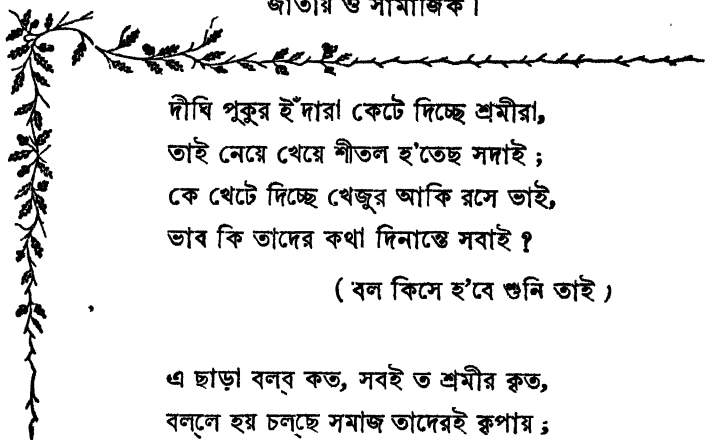 জাতীয় ও সামাজিক।
দীঘি পুকুর ইঁদারা কেটে দিচ্ছে শ্রমীরা,
তাই নেয়ে খেয়ে শীতল হ'তেছ সদাই ;
কে খেটে দিচ্ছে খেজুর আকি রসে ভাই,
ভাব কি তাদের কথা দিনান্তে সবাই ?
( বল কিসে হ'বে শুনি তাই )
এ ছাড়া বল্‌ব কত, সবই ত শ্রমীর কৃত,
বল্‌লে হয় চল্‌ছে সমাজ তাদেরই কৃপায় ;